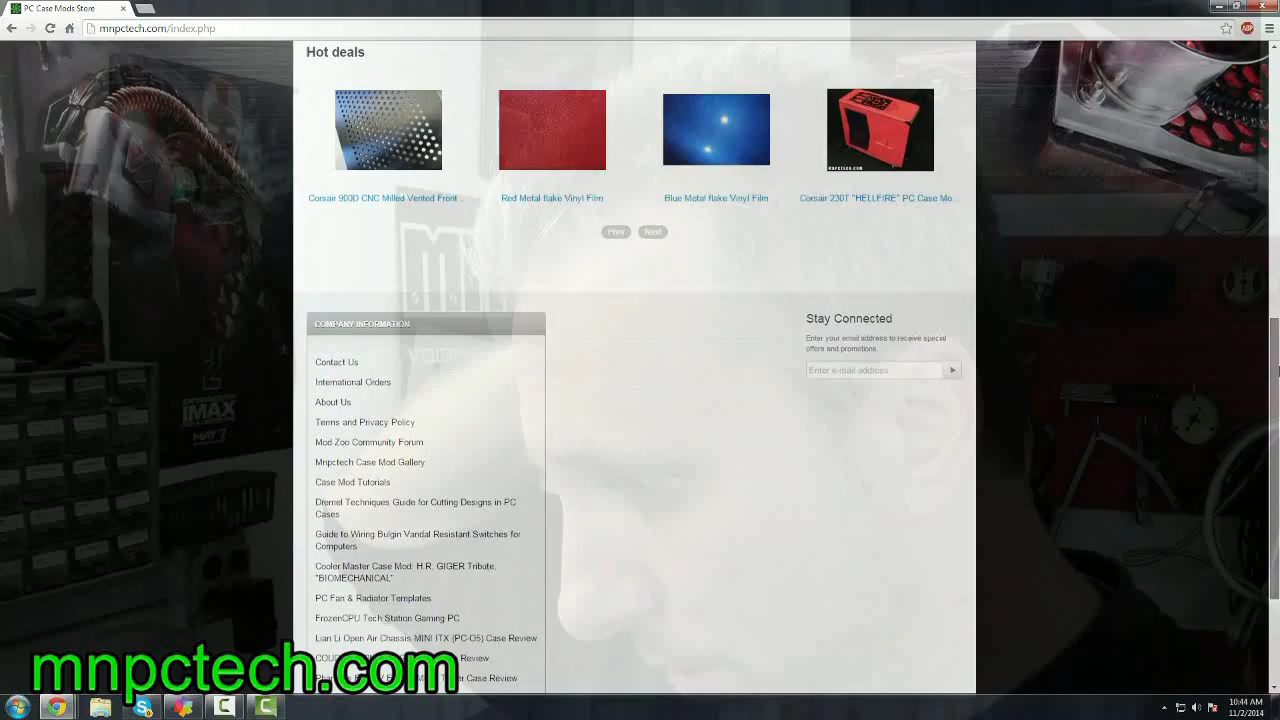 PC Case Mods Store
mnpctech.com/index.php
ABP
Hot deals
MNPCTECH.COM
Corsair 900D CNC Milled Vented Front ...
Red Metal flake Vinyl Film
Blue Metal flake Vinyl Film
Corsair 230T "HELLFIRE" PC Case Mo...
Prev
Next
COMPANY INFORMATION
Contact Us
International Orders
About Us
Terms and Privacy Policy
Mod Zoo Community Forum
Mnpctech Case Mod Gallery
Case Mod Tutorials
Dremel Techniques Guide for Cutting Designs in PC
Cases
Guide to Wiring Bulgin Vandal Resistant Switches for
Computers
Cooler Master Case Mod: H.R. GIGER Tribute,
"BIOMECHANICAL"
PC Fan & Radiator Templates
FrozenCPU Tech Station Gaming PC
Lian Li Open Air Chassis MINI ITX (PC-O5) Case Review
Review
Case Review
Stay Connected
Enter your email address to receive special
offers and promotions.
Enter e-mail address
IMAX
MAY 7
mnpctech.com
10:44 AM
11/2/2014